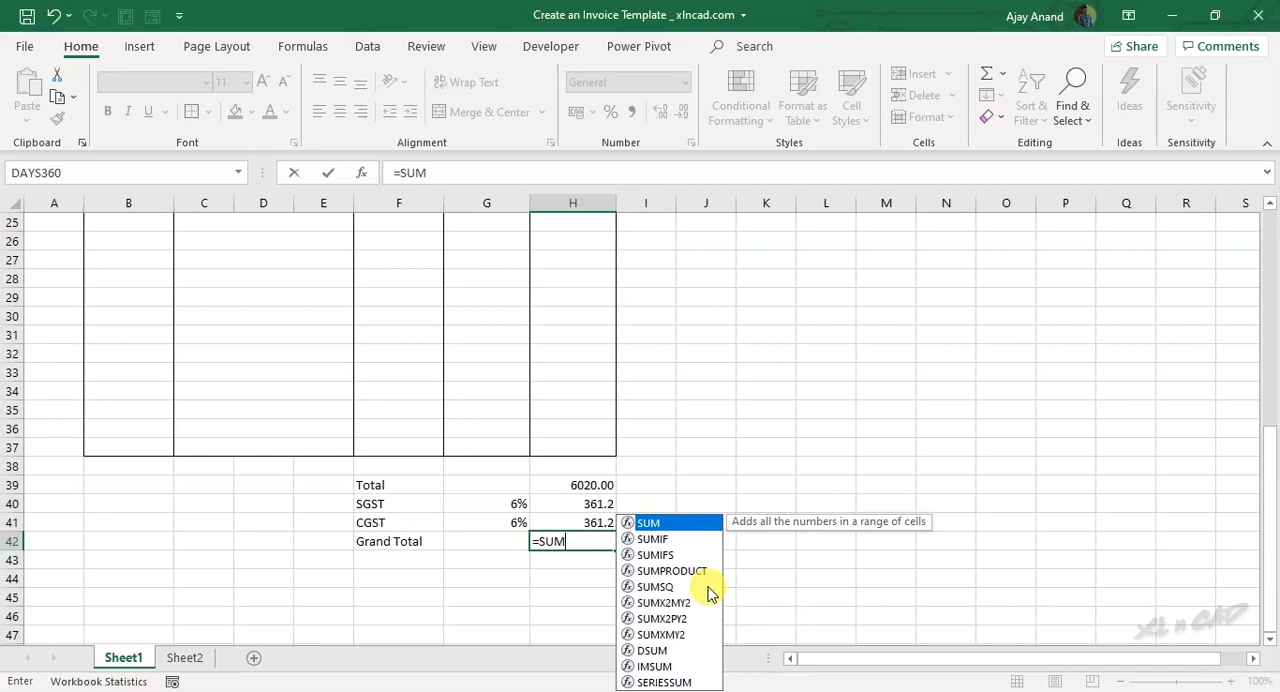 Create an Invoice Template _ xlncad.com
Ajay Anand
File Home Insert Page Layout Formulas Data Review View Developer Power Pivot Search Share Comments
Paste
Clipboard
11
Font
Wrap Text
Merge & Center
Alignment
General
Number
Conditional Formatting
Format as Table
Cell Styles
Styles
Insert
Delete
Format
Cells
Sort & Filter
Find & Select
Editing
Ideas
Ideas
Sensitivity
Sensitivity
DAYS360
=SUM
A B C D E F G H I J K L M N O P Q R S
25
26
27
28
29
30
31
32
33
34
35
36
37
38
39 Total 6020.00
40 SGST 6% 361.2
41 CGST 6% 361.2
42 Grand Total =SUM
43
44
45
46
47
SUM Adds all the numbers in a range of cells
SUMIF
SUMIFS
SUMPRODUCT
SUMSQ
SUMX2MY2
SUMX2PY2
SUMXMY2
DSUM
IMSUM
SERIESSUM
XL n CAD
Sheet1 Sheet2
Enter Workbook Statistics 100%